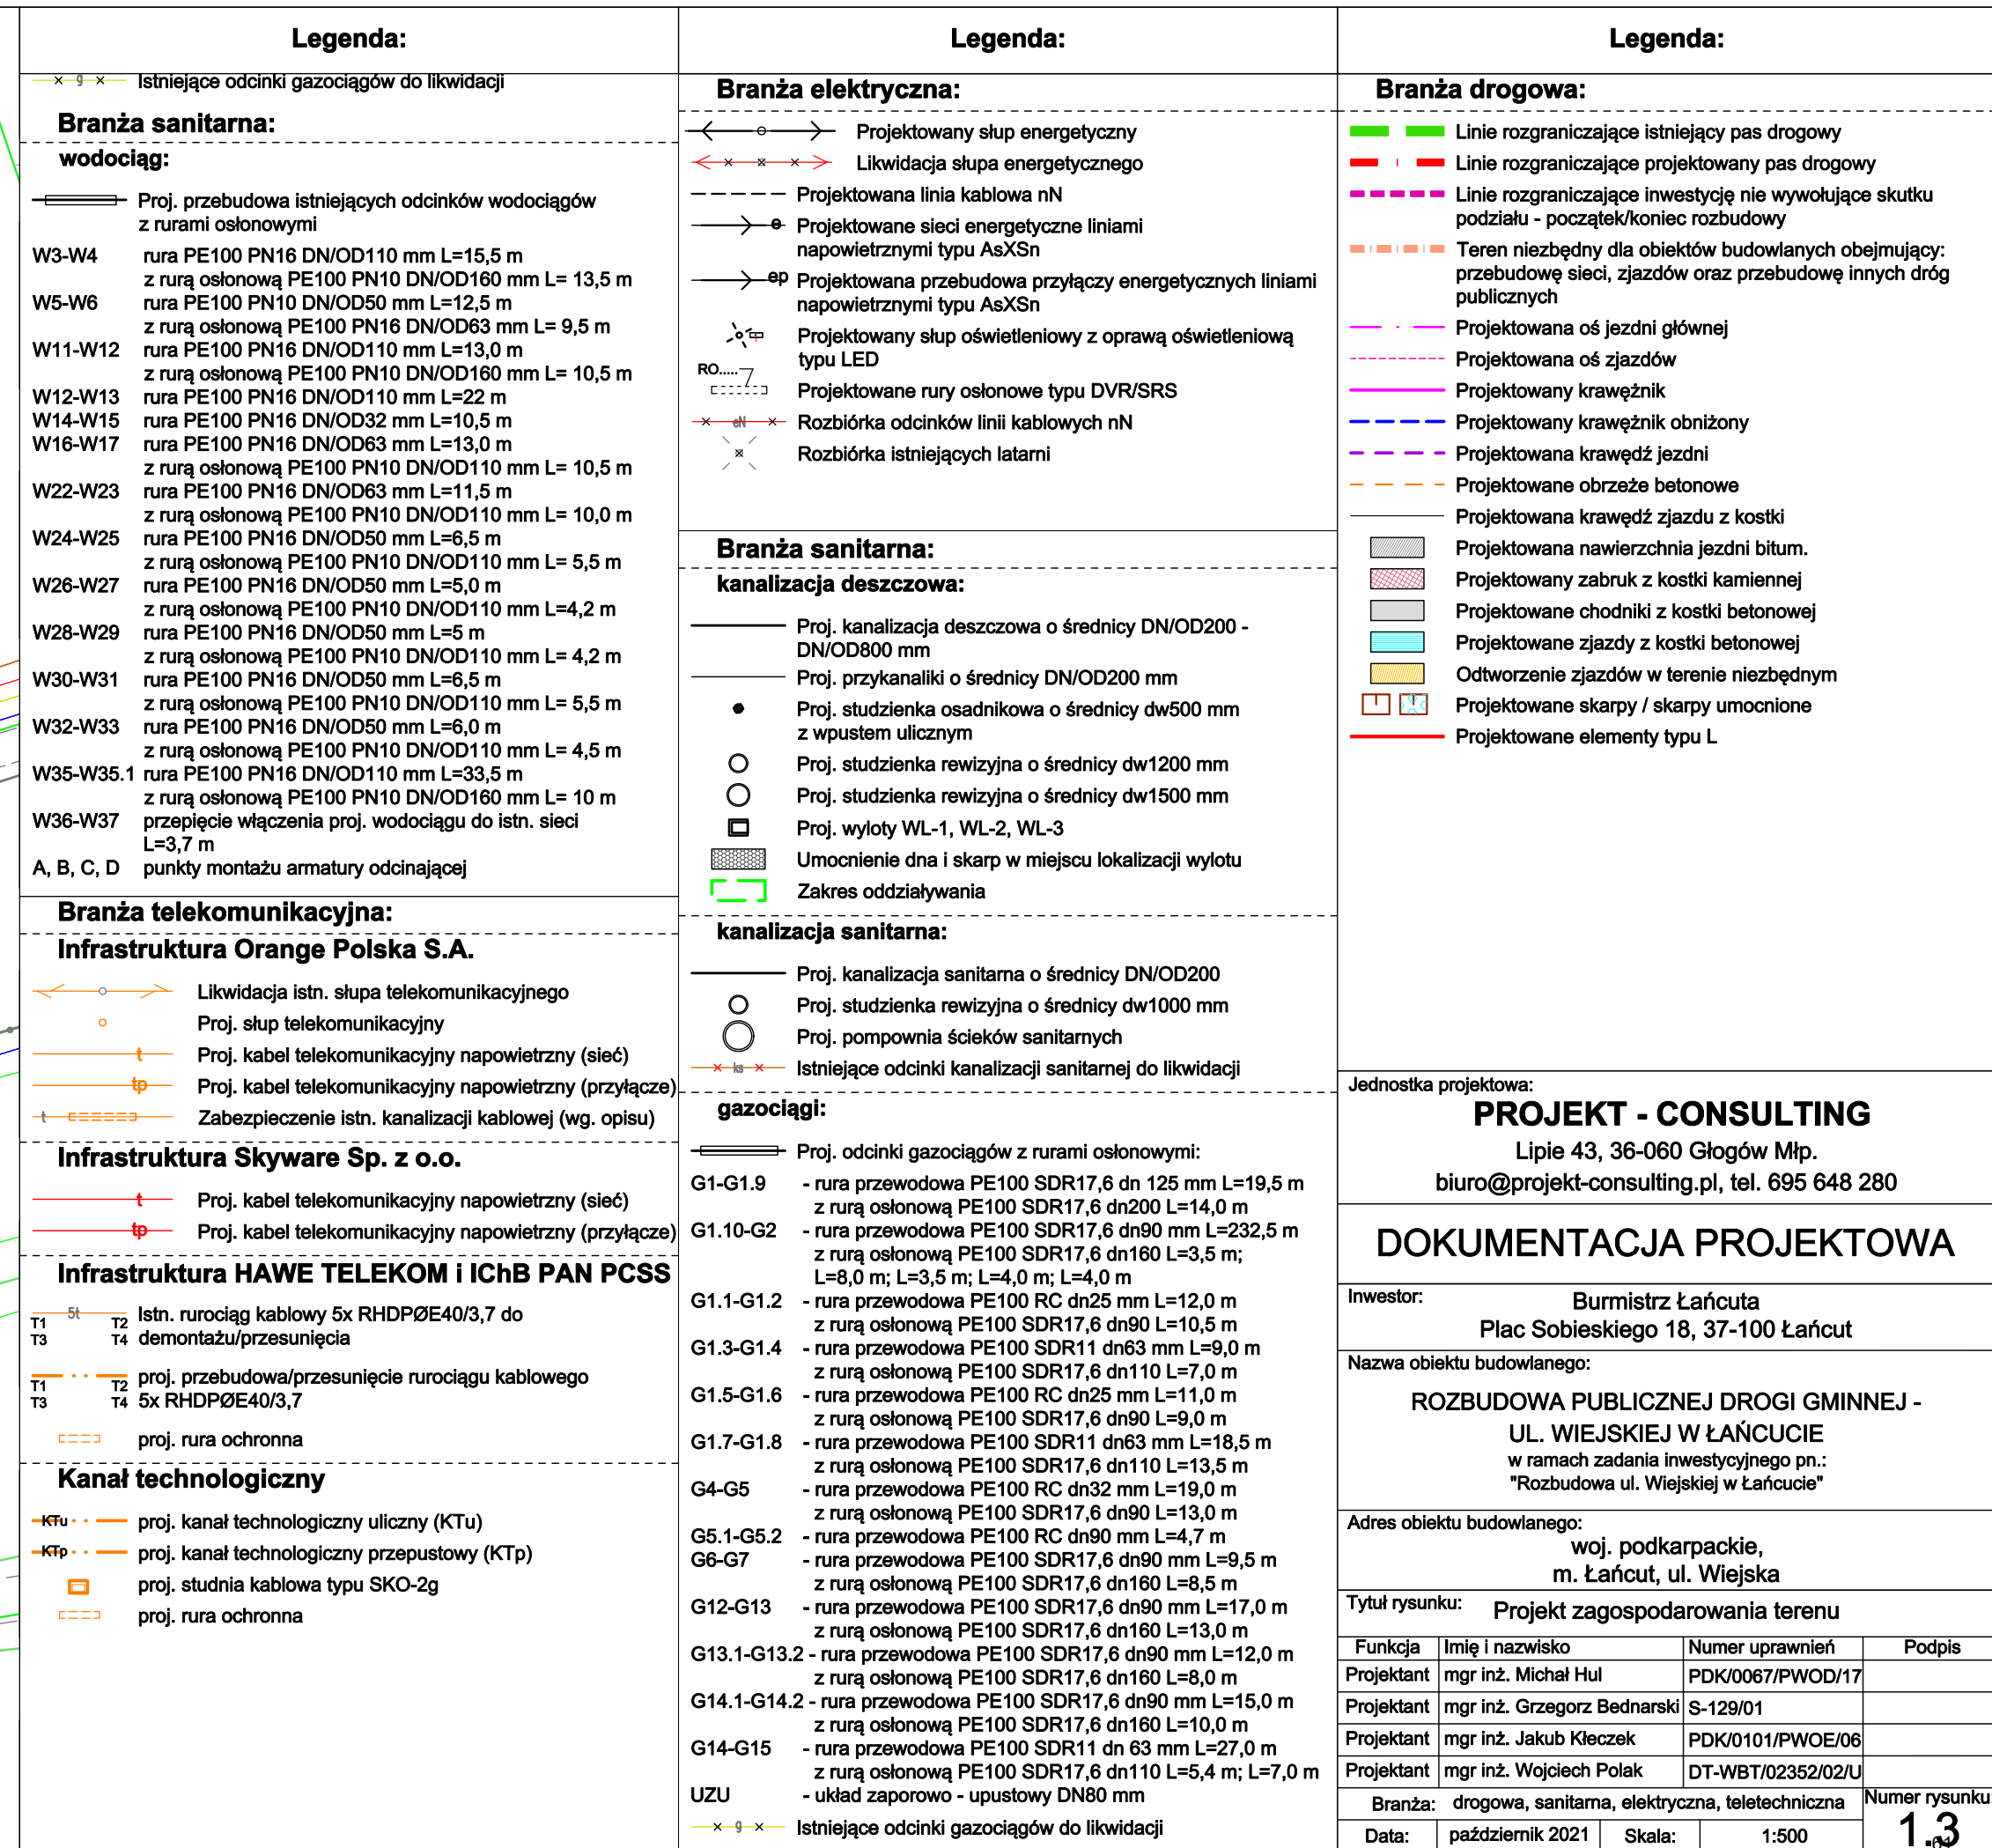 Legenda:
g
Istniejące odcinki gazociągów do likwidacji
Branża sanitarna:
wodociąg:
Proj. przebudowa istniejących odcinków wodociągów
z rurami osłonowymi
W3-W4 rura PE100 PN16 DN/OD110 mm L=15,5 m
z rurą osłonową PE100 PN10 DN/OD160 mm L= 13,5 m
W5-W6 rura PE100 PN10 DN/OD50 mm L=12,5 m
z rurą osłonową PE100 PN16 DN/OD63 mm L= 9,5 m
W11-W12 rura PE100 PN16 DN/OD110 mm L=13,0 m
z rurą osłonową PE100 PN10 DN/OD160 mm L= 10,5 m
W12-W13 rura PE100 PN16 DN/OD110 mm L=22 m
W14-W15 rura PE100 PN16 DN/OD32 mm L=10,5 m
W16-W17 rura PE100 PN16 DN/OD63 mm L=13,0 m
z rurą osłonową PE100 PN10 DN/OD110 mm L= 10,5 m
W22-W23 rura PE100 PN16 DN/OD63 mm L=11,5 m
z rurą osłonową PE100 PN10 DN/OD110 mm L= 10,0 m
W24-W25 rura PE100 PN16 DN/OD50 mm L=6,5 m
z rurą osłonową PE100 PN10 DN/OD110 mm L= 5,5 m
W26-W27 rura PE100 PN16 DN/OD50 mm L=5,0 m
z rurą osłonową PE100 PN10 DN/OD110 mm L=4,2 m
W28-W29 rura PE100 PN16 DN/OD50 mm L=5 m
z rurą osłonową PE100 PN10 DN/OD110 mm L= 4,2 m
W30-W31 rura PE100 PN16 DN/OD50 mm L=6,5 m
z rurą osłonową PE100 PN10 DN/OD110 mm L= 5,5 m
W32-W33 rura PE100 PN16 DN/OD50 mm L=6,0 m
z rurą osłonową PE100 PN10 DN/OD110 mm L= 4,5 m
W35-W35.1 rura PE100 PN16 DN/OD110 mm L=33,5 m
z rurą osłonową PE100 PN10 DN/OD160 mm L= 10 m
W36-W37 przepięcie włączenia proj. wodociągu do istn. sieci
L=3,7 m
A, B, C, D punkty montażu armatury odcinającej
Branża telekomunikacyjna:
Infrastruktura Orange Polska S.A.
Likwidacja istn. słupa telekomunikacyjnego
Proj. słup telekomunikacyjny
t Proj. kabel telekomunikacyjny napowietrzny (sieć)
tp Proj. kabel telekomunikacyjny napowietrzny (przyłącze)
t Zabezpieczenie istn. kanalizacji kablowej (wg. opisu)
Infrastruktura Skyware Sp. z o.o.
t Proj. kabel telekomunikacyjny napowietrzny (sieć)
tp Proj. kabel telekomunikacyjny napowietrzny (przyłącze)
Infrastruktura HAWE TELEKOM i IChB PAN PCSS
5t Istn. rurociąg kablowy 5x RHDPØE40/3,7 do
T1 T2
T3 T4 demontażu/przesunięcia
proj. przebudowa/przesunięcie rurociągu kablowego
T1 T2
T3 T4 5x RHDPØE40/3,7
proj. rura ochronna
Kanał technologiczny
KTu proj. kanał technologiczny uliczny (KTu)
KTp proj. kanał technologiczny przepustowy (KTp)
proj. studnia kablowa typu SKO-2g
proj. rura ochronna
Legenda:
Branża elektryczna:
Projektowany słup energetyczny
Likwidacja słupa energetycznego
Projektowana linia kablowa nN
e Projektowane sieci energetyczne liniami
napowietrznymi typu AsXSn
ep Projektowana przebudowa przyłączy energetycznych liniami
napowietrznymi typu AsXSn
Projektowany słup oświetleniowy z oprawą oświetleniową
typu LED
RO.....
Projektowane rury osłonowe typu DVR/SRS
eN Rozbiórka odcinków linii kablowych nN
Rozbiórka istniejących latarni
Branża sanitarna:
kanalizacja deszczowa:
Proj. kanalizacja deszczowa o średnicy DN/OD200 -
DN/OD800 mm
Proj. przykanaliki o średnicy DN/OD200 mm
Proj. studzienka osadnikowa o średnicy dw500 mm
z wpustem ulicznym
Proj. studzienka rewizyjna o średnicy dw1200 mm
Proj. studzienka rewizyjna o średnicy dw1500 mm
Proj. wyloty WL-1, WL-2, WL-3
Umocnienie dna i skarp w miejscu lokalizacji wylotu
Zakres oddziaływania
kanalizacja sanitarna:
Proj. kanalizacja sanitarna o średnicy DN/OD200
Proj. studzienka rewizyjna o średnicy dw1000 mm
Proj. pompownia ścieków sanitarnych
ks Istniejące odcinki kanalizacji sanitarnej do likwidacji
gazociągi:
Proj. odcinki gazociągów z rurami osłonowymi:
G1-G1.9 - rura przewodowa PE100 SDR17,6 dn 125 mm L=19,5 m
z rurą osłonową PE100 SDR17,6 dn200 L=14,0 m
G1.10-G2 - rura przewodowa PE100 SDR17,6 dn90 mm L=232,5 m
z rurą osłonową PE100 SDR17,6 dn160 L=3,5 m;
L=8,0 m; L=3,5 m; L=4,0 m; L=4,0 m
G1.1-G1.2 - rura przewodowa PE100 RC dn25 mm L=12,0 m
z rurą osłonową PE100 SDR17,6 dn90 L=10,5 m
G1.3-G1.4 - rura przewodowa PE100 SDR11 dn63 mm L=9,0 m
z rurą osłonową PE100 SDR17,6 dn110 L=7,0 m
G1.5-G1.6 - rura przewodowa PE100 RC dn25 mm L=11,0 m
z rurą osłonową PE100 SDR17,6 dn90 L=9,0 m
G1.7-G1.8 - rura przewodowa PE100 SDR11 dn63 mm L=18,5 m
z rurą osłonową PE100 SDR17,6 dn110 L=13,5 m
G4-G5 - rura przewodowa PE100 RC dn32 mm L=19,0 m
z rurą osłonową PE100 SDR17,6 dn90 L=13,0 m
G5.1-G5.2 - rura przewodowa PE100 RC dn90 mm L=4,7 m
G6-G7 - rura przewodowa PE100 SDR17,6 dn90 mm L=9,5 m
z rurą osłonową PE100 SDR17,6 dn160 L=8,5 m
G12-G13 - rura przewodowa PE100 SDR17,6 dn90 mm L=17,0 m
z rurą osłonową PE100 SDR17,6 dn160 L=13,0 m
G13.1-G13.2 - rura przewodowa PE100 SDR17,6 dn90 mm L=12,0 m
z rurą osłonową PE100 SDR17,6 dn160 L=8,0 m
G14.1-G14.2 - rura przewodowa PE100 SDR17,6 dn90 mm L=15,0 m
z rurą osłonową PE100 SDR17,6 dn160 L=10,0 m
G14-G15 - rura przewodowa PE100 SDR11 dn 63 mm L=27,0 m
z rurą osłonową PE100 SDR17,6 dn110 L=5,4 m; L=7,0 m
UZU - układ zaporowo - upustowy DN80 mm
g Istniejące odcinki gazociągów do likwidacji
Legenda:
Branża drogowa:
Linie rozgraniczające istniejący pas drogowy
Linie rozgraniczające projektowany pas drogowy
Linie rozgraniczające inwestycję nie wywołujące skutku
podziału - początek/koniec rozbudowy
Teren niezbędny dla obiektów budowlanych obejmujący:
przebudowę sieci, zjazdów oraz przebudowę innych dróg
publicznych
Projektowana oś jezdni głównej
Projektowana oś zjazdów
Projektowany krawężnik
Projektowany krawężnik obniżony
Projektowana krawędź jezdni
Projektowane obrzeże betonowe
Projektowana krawędź zjazdu z kostki
Projektowana nawierzchnia jezdni bitum.
Projektowany zabruk z kostki kamiennej
Projektowane chodniki z kostki betonowej
Projektowane zjazdy z kostki betonowej
Odtworzenie zjazdów w terenie niezbędnym
Projektowane skarpy / skarpy umocnione
Projektowane elementy typu L
Jednostka projektowa:
PROJEKT - CONSULTING
Lipie 43, 36-060 Głogów Młp.
biuro@projekt-consulting.pl, tel. 695 648 280
DOKUMENTACJA PROJEKTOWA
Inwestor:
Burmistrz Łańcuta
Plac Sobieskiego 18, 37-100 Łańcut
Nazwa obiektu budowlanego:
ROZBUDOWA PUBLICZNEJ DROGI GMINNEJ -
UL. WIEJSKIEJ W ŁAŃCUCIE
w ramach zadania inwestycyjnego pn.:
"Rozbudowa ul. Wiejskiej w Łańcucie"
Adres obiektu budowlanego:
woj. podkarpackie,
m. Łańcut, ul. Wiejska
Tytuł rysunku: Projekt zagospodarowania terenu
Funkcja Imię i nazwisko Numer uprawnień Podpis
Projektant mgr inż. Michał Hul PDK/0067/PWOD/17
Projektant mgr inż. Grzegorz Bednarski S-129/01
Projektant mgr inż. Jakub Kłeczek PDK/0101/PWOE/06
Projektant mgr inż. Wojciech Polak DT-WBT/02352/02/U
Branża: drogowa, sanitarna, elektryczna, teletechniczna Numer rysunku:
Data: październik 2021 Skala: 1:500 1.3